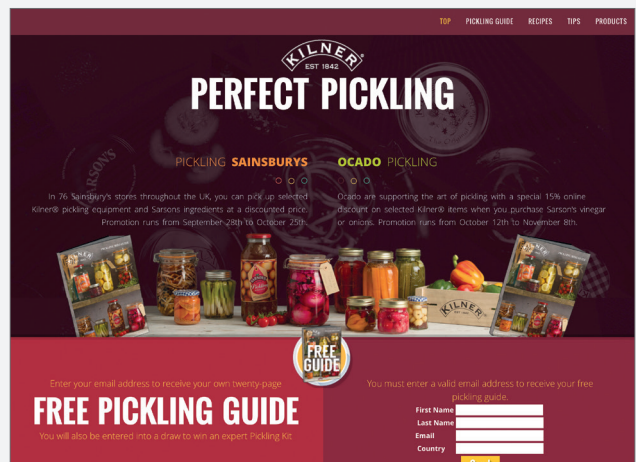 TOP PICKLING GUIDE RECIPES TIPS PRODUCTS
KILNER®
EST 1842
PERFECT PICKLING
PICKLING SAINSBURYS
In 76 Sainsbury's stores throughout the UK, you can pick up selected
Kilner® pickling equipment and Sarsons ingredients at a discounted price.
Promotion runs from September 28th to October 25th.
OCADO PICKLING
Ocado are supporting the art of pickling with a special 15% online
discount on selected Kilner® items when you purchase Sarson's vinegar
or onions. Promotion runs from October 12th to November 8th.
SARSON'S
KILNER
KILNER
KILNER
FREE
GUIDE
Enter your email address to receive your own twenty-page
FREE PICKLING GUIDE
You will also be entered into a draw to win an expert Pickling Kit
You must enter a valid email address to receive your free
pickling guide.
First Name
Last Name
Email
Country